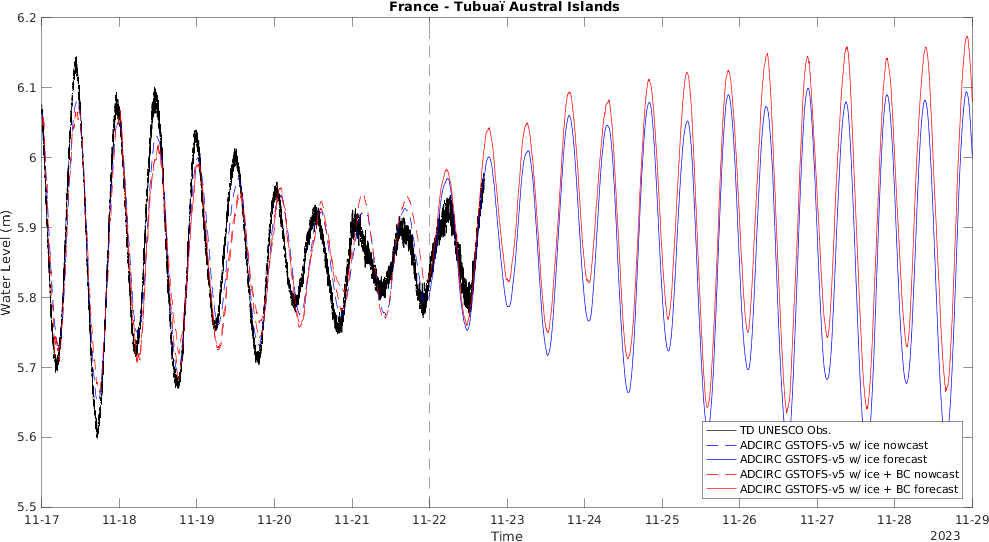 France - Tubuaï Austral Islands
Water Level (m)
6.2
6.1
6
5.9
5.8
5.7
5.6
5.5
TD UNESCO Obs.
ADCIRC GSTOFS-v5 w/ ice nowcast
ADCIRC GSTOFS-v5 w/ ice forecast
ADCIRC GSTOFS-v5 w/ ice + BC nowcast
ADCIRC GSTOFS-v5 w/ ice + BC forecast
11-17 11-18 11-19 11-20 11-21 11-22 11-23 11-24 11-25 11-26 11-27 11-28 11-29
Time
2023